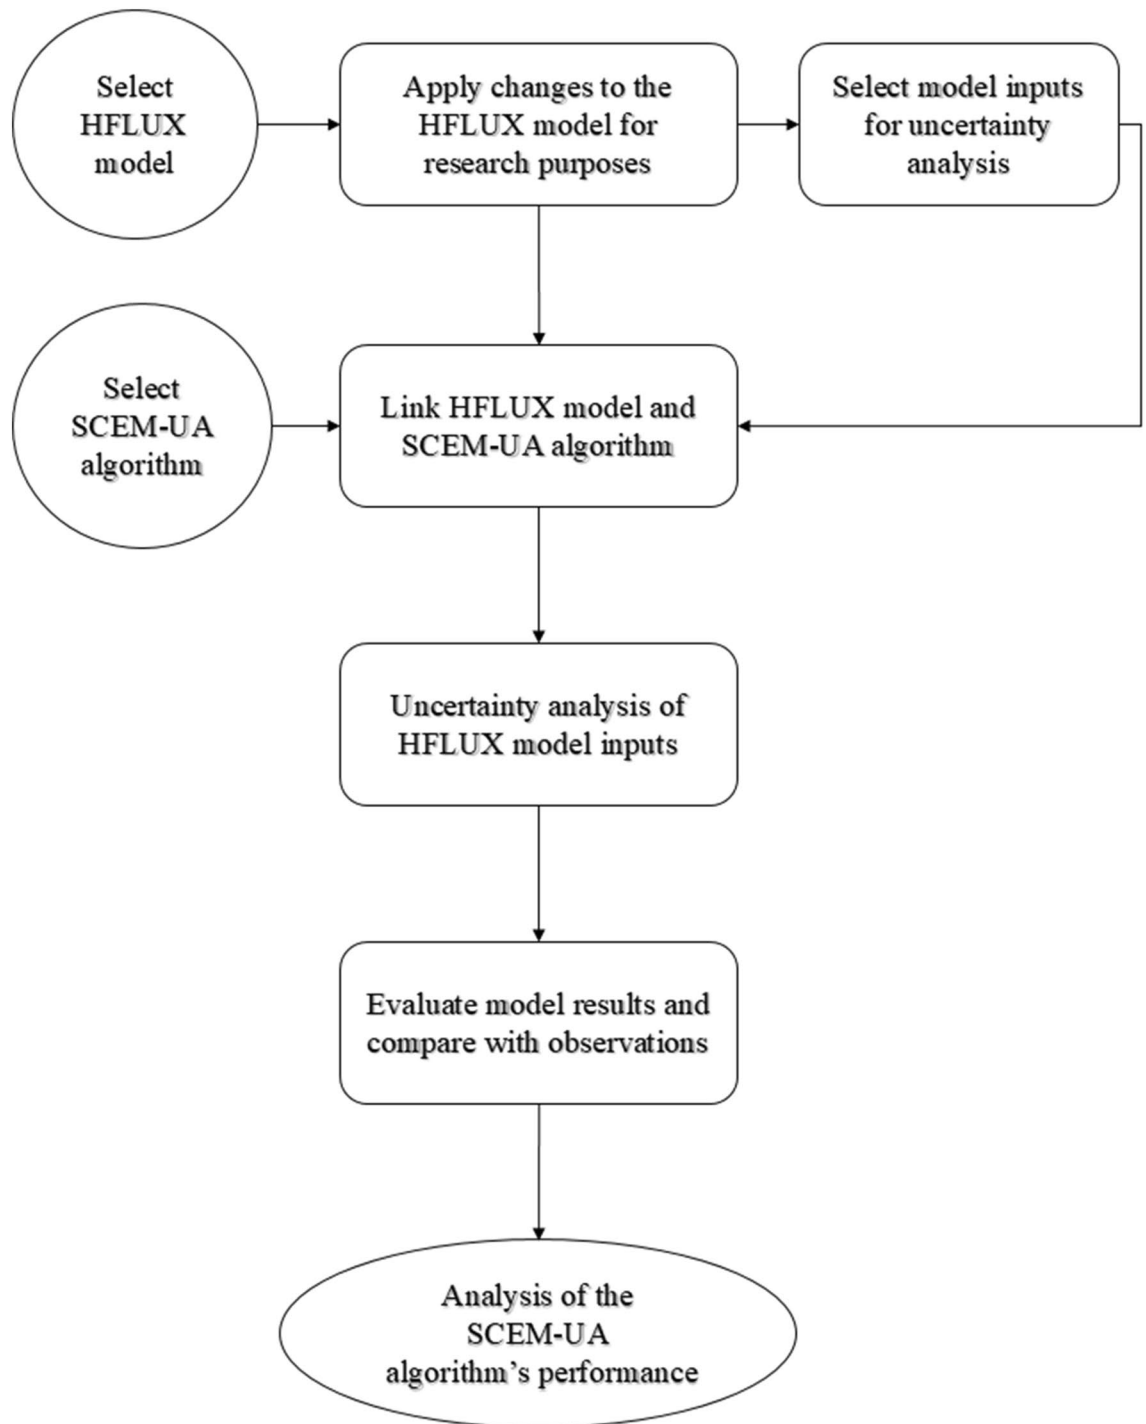 Select
HFLUX
model
Apply changes to the
HFLUX model for
research purposes
Select model inputs
for uncertainty
analysis
Select
SCEM-UA
algorithm
Link HFLUX model and
SCEM-UA algorithm
Uncertainty analysis of
HFLUX model inputs
Evaluate model results and
compare with observations
Analysis of the
SCEM-UA
algorithm’s performance